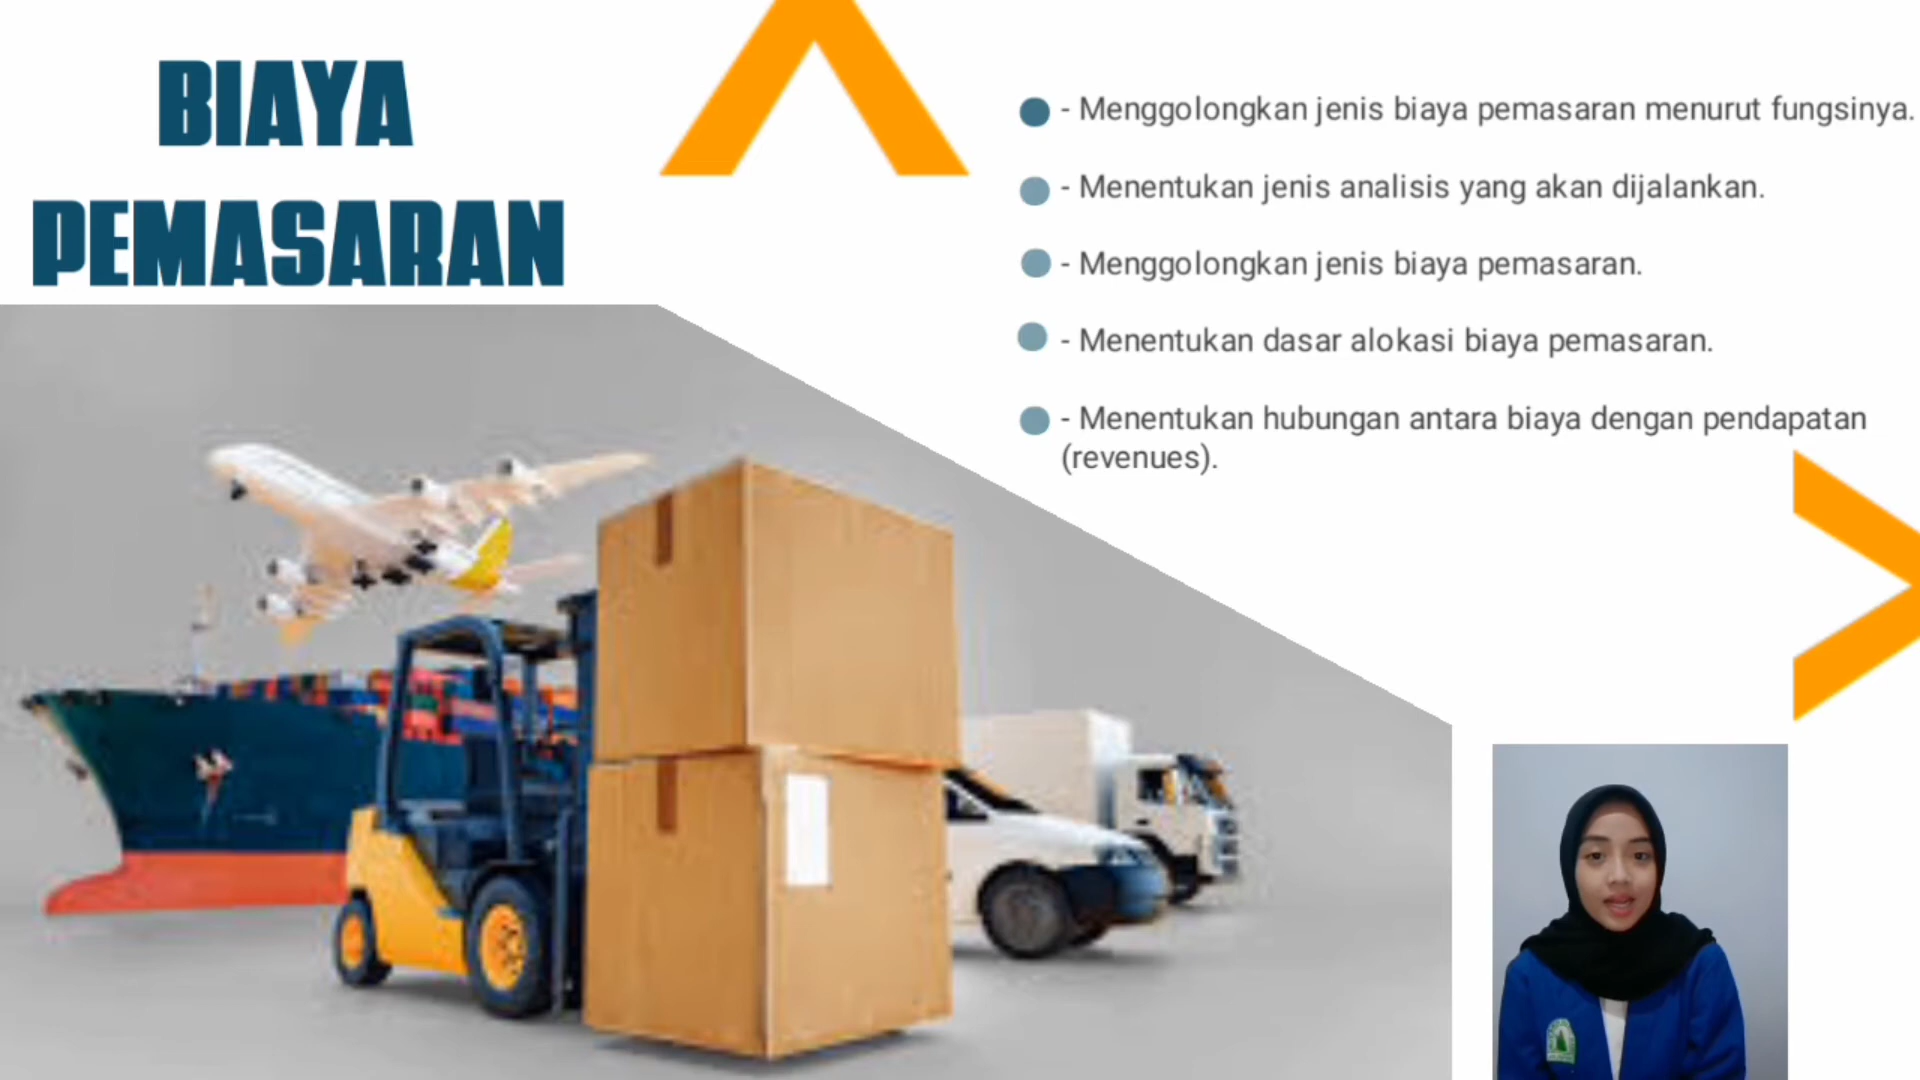 BIAYA
PEMASARAN
- Menggolongkan jenis biaya pemasaran menurut fungsinya.
- Menentukan jenis analisis yang akan dijalankan.
- Menggolongkan jenis biaya pemasaran.
- Menentukan dasar alokasi biaya pemasaran.
- Menentukan hubungan antara biaya dengan pendapatan
(revenues).